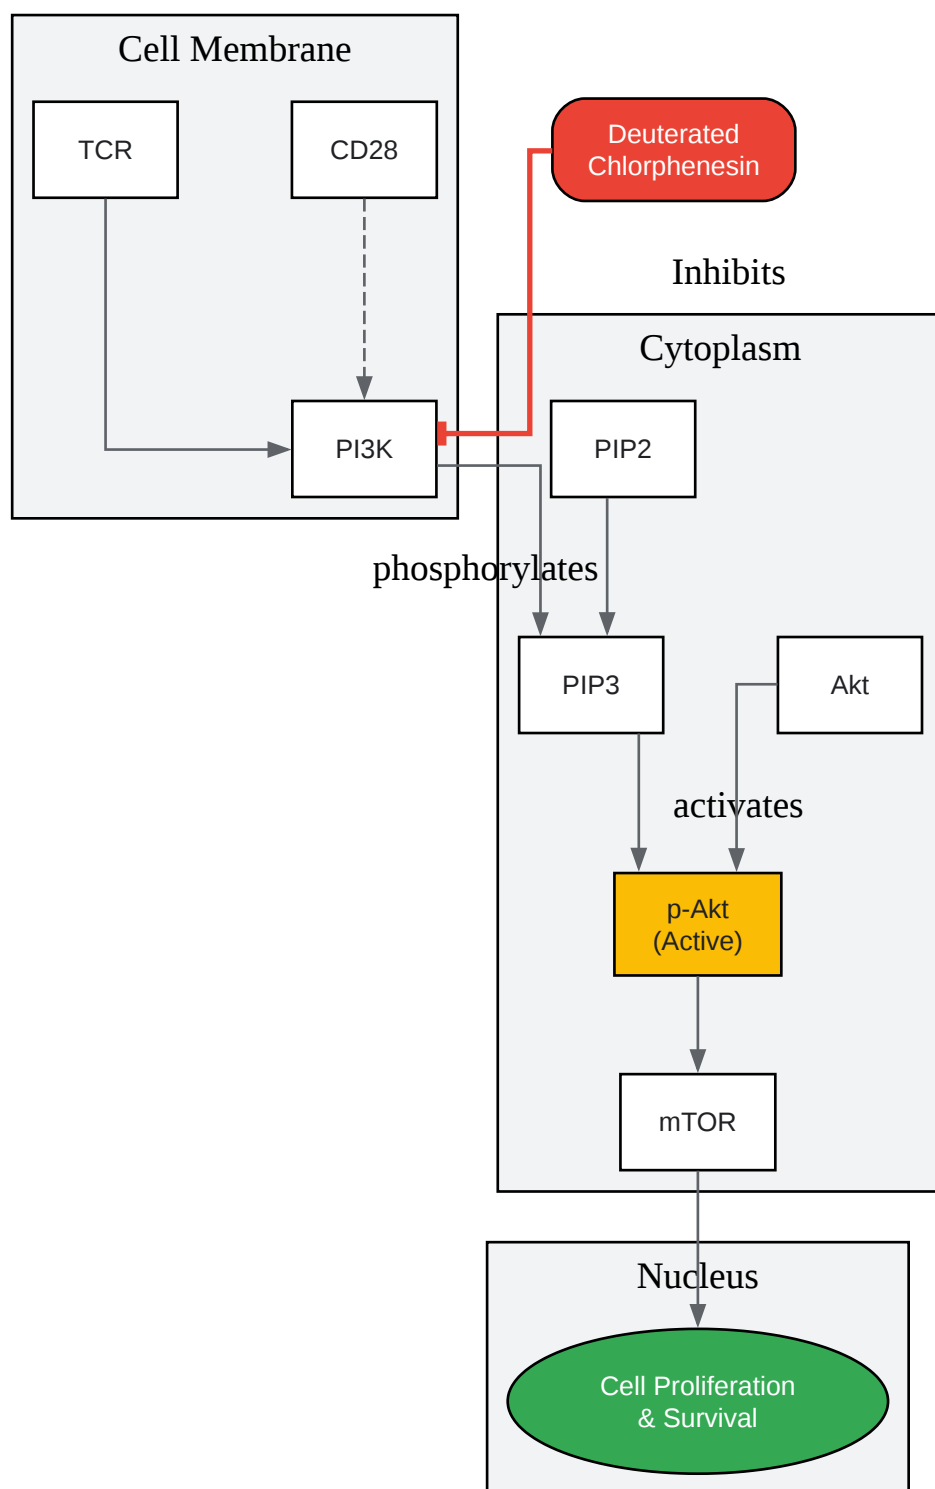 Cell Membrane
TCR
CD28
Deuterated
Chlorphenesin
Inhibits
Cytoplasm
PI3K
PIP2
phosphorylates
PIP3
Akt
activates
p-Akt
(Active)
mTOR
Nucleus
Cell Proliferation
& Survival